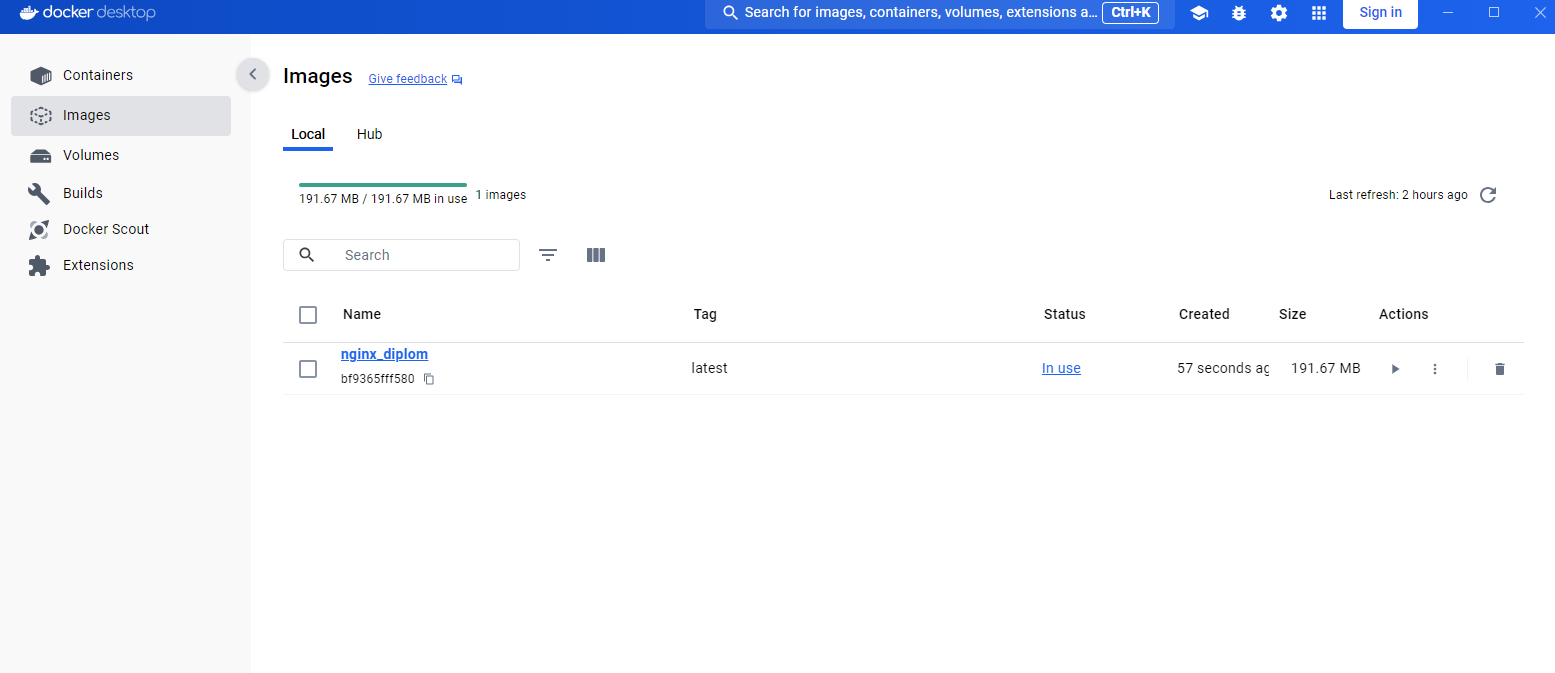 docker desktop
Search for images, containers, volumes, extensions a... Ctrl+K
Sign in
Containers
Images
Volumes
Builds
Docker Scout
Extensions
Images Give feedback
Local Hub
191.67 MB / 191.67 MB in use 1 images
Last refresh: 2 hours ago
Search
Name Tag Status Created Size Actions
nginx_diplom
bf9365fff580
latest In use 57 seconds ag 191.67 MB